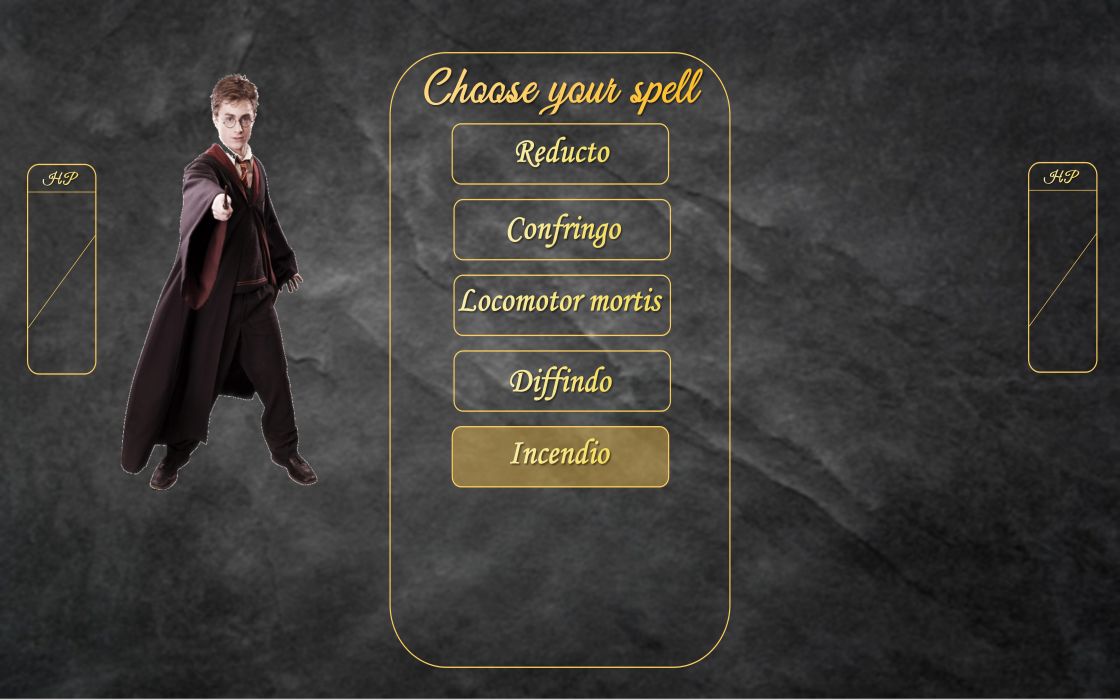 Choose your spell
HP
Reducto
HP
Confringo
Locomotor mortis
Diffindo
Incendio